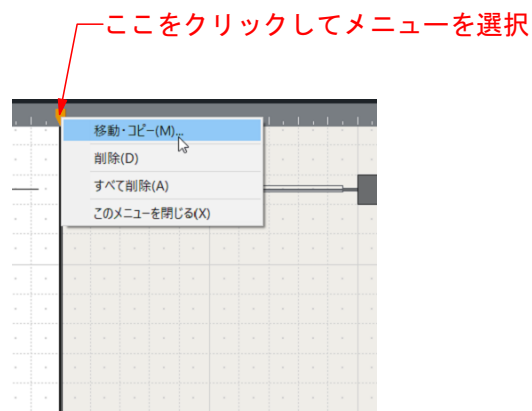 ここをクリックしてメニューを選択
移動・コピー(M)...
削除(D)
すべて削除(A)
このメニューを閉じる(X)